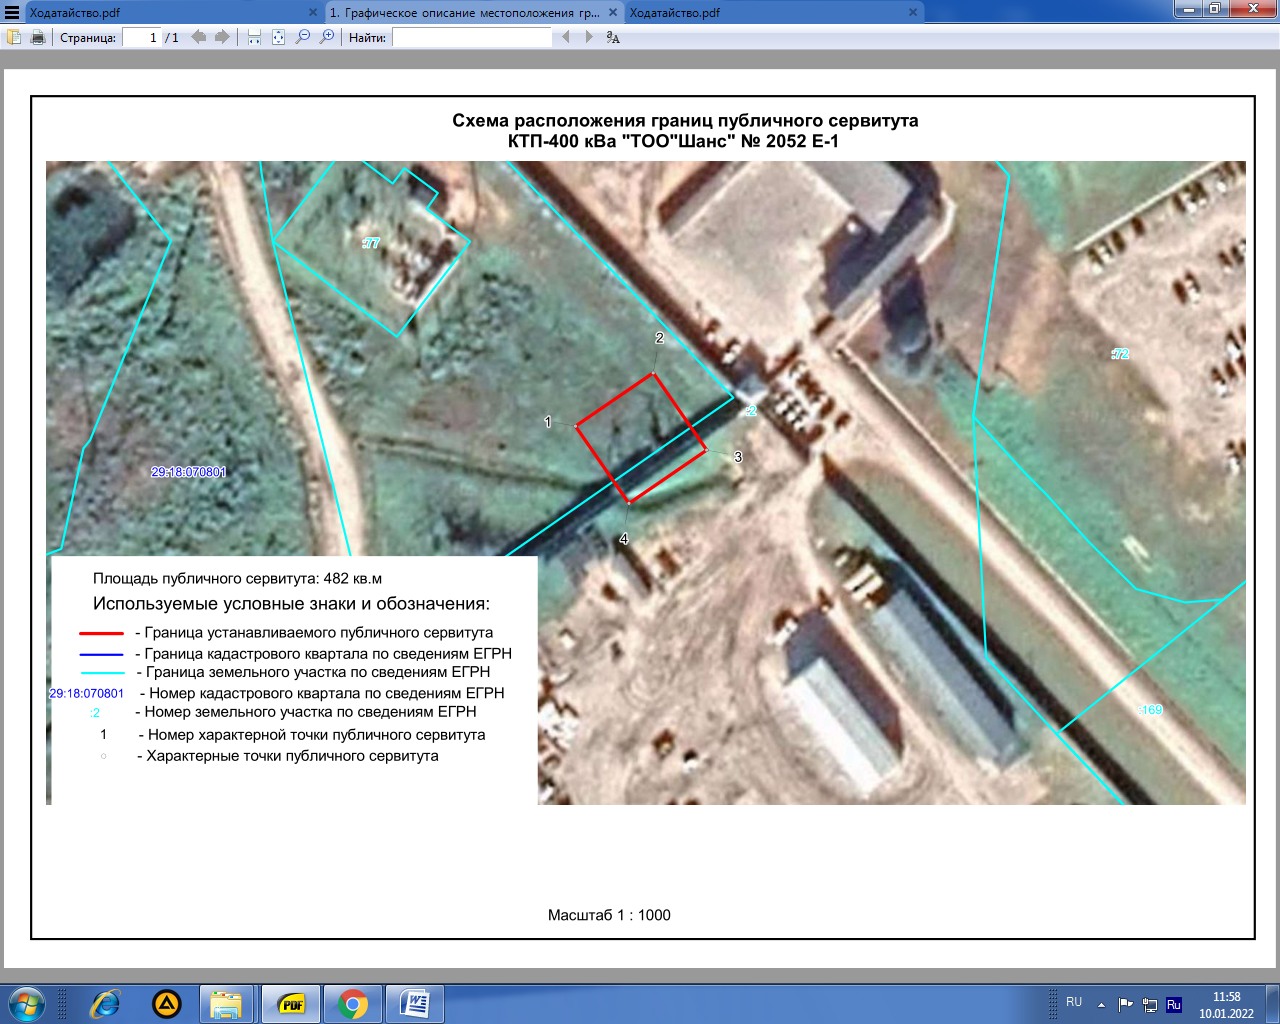 Ходатайство.pdf
1. Графическое описание местоположения гр...
Ходатайство.pdf
Страница: 1 / 1
Найти:
Схема расположения границ публичного сервитута
КТП-400 кВа "ТОО"Шанс" № 2052 Е-1
:77
2
:72
1
:2
3
29:18:070801
4
Площадь публичного сервитута: 482 кв.м
Используемые условные знаки и обозначения:
- Граница устанавливаемого публичного сервитута
- Граница кадастрового квартала по сведениям ЕГРН
- Граница земельного участка по сведениям ЕГРН
29:18:070801 - Номер кадастрового квартала по сведениям ЕГРН
:2 - Номер земельного участка по сведениям ЕГРН
1 - Номер характерной точки публичного сервитута
- Характерные точки публичного сервитута
:169
Масштаб 1 : 1000
PDF
RU
Ru
11:58
10.01.2022